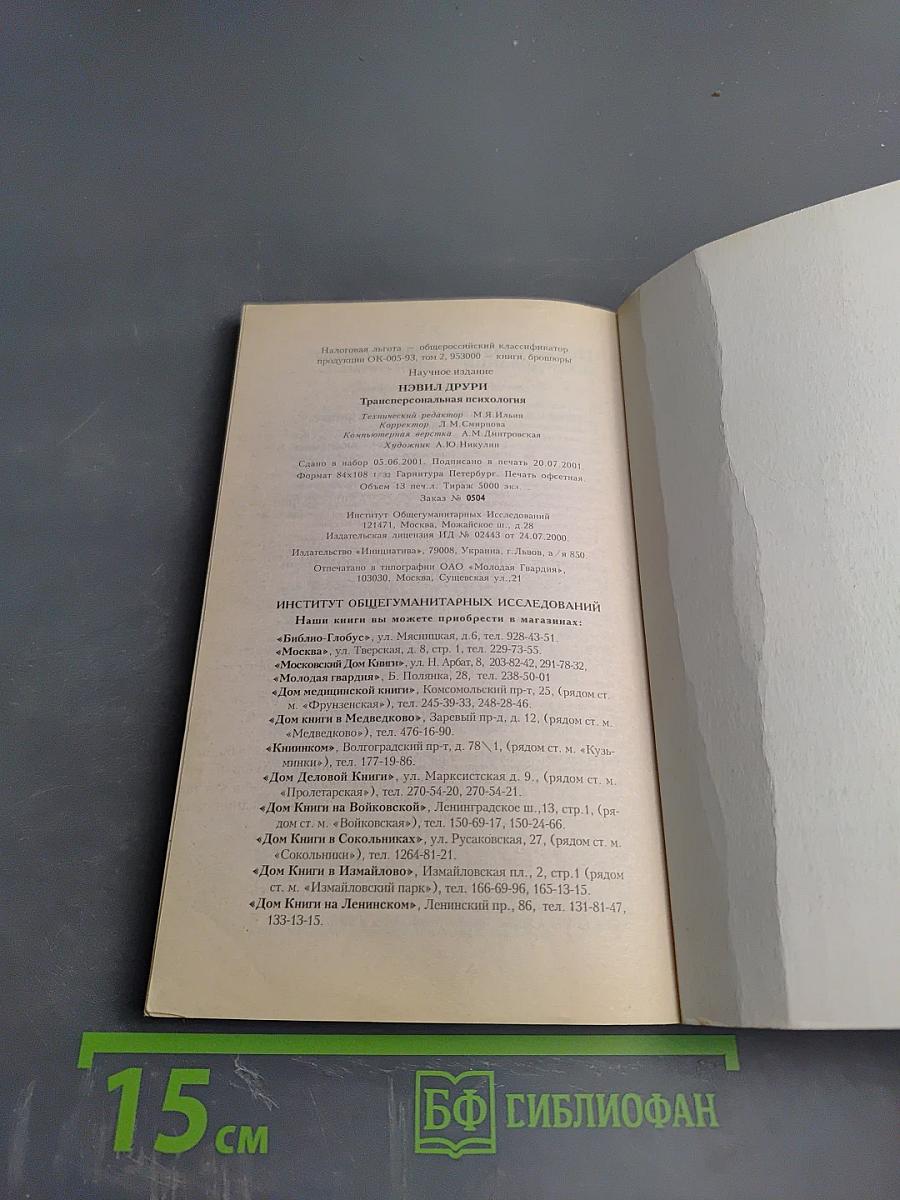 Налоговая льгота — общероссийский классификатор
продукции ОК-005-93, том 2, 953000 — книги, брошюры
Научное издание
НЭВИЛ ДРУРИ
Трансперсональная психология
Технический редактор М.Я.Ильин
Корректор Л.М.Смирнова
Компьютерная верстка А.М.Дмитровская
Художник А.Ю.Никулин
Сдано в набор 05.06.2001. Подписано в печать 20.07.2001.
Формат 84х108 1/32 Гарнитура Петербург. Печать офсетная.
Объем 13 печ.л. Тираж 5000 экз.
Заказ № 0504
Институт Общегуманитарных Исследований
121471, Москва, Можайское ш., д.28
Издательская лицензия ИД № 02443 от 24.07.2000.
Издательство «Инициатива», 79008, Украина, г.Львов, а/я 850.
Отпечатано в типографии ОАО «Молодая Гвардия»,
103030, Москва, Сущевская ул.,21
ИНСТИТУТ ОБЩЕГУМАНИТАРНЫХ ИССЛЕДОВАНИЙ
Наши книги вы можете приобрести в магазинах:
«Библио-Глобус», ул. Мясницкая, д.6, тел. 928-43-51.
«Москва», ул. Тверская, д. 8, стр. 1, тел. 229-73-55.
«Московский Дом Книги», ул. Н. Арбат, 8, 203-82-42, 291-78-32,
«Молодая гвардия», Б. Полянка, 28, тел. 238-50-01
«Дом медицинской книги», Комсомольский пр-т, 25, (рядом ст.
м. «Фрунзенская»), тел. 245-39-33, 248-28-46.
«Дом книги в Медведково», Заревый пр-д, д. 12, (рядом ст. м.
«Медведково»), тел. 476-16-90.
«Книинком», Волгоградский пр-т, д. 78\1, (рядом ст. м. «Кузь-
минки»), тел. 177-19-86.
«Дом Деловой Книги», ул. Марксистская д. 9., (рядом ст. м.
«Пролетарская»), тел. 270-54-20, 270-54-21.
«Дом Книги на Войковской», Ленинградское ш.,13, стр.1, (ря-
дом ст. м. «Войковская»), тел. 150-69-17, 150-24-66.
«Дом Книги в Сокольниках», ул. Русаковская, 27, (рядом ст. м.
«Сокольники»), тел. 1264-81-21.
«Дом Книги в Измайлово», Измайловская пл., 2, стр.1 (рядом
ст. м. «Измайловский парк»), тел. 166-69-96, 165-13-15.
«Дом Книги на Ленинском», Ленинский пр., 86, тел. 131-81-47,
133-13-15.
15 см
БФ БИБЛИОФАН